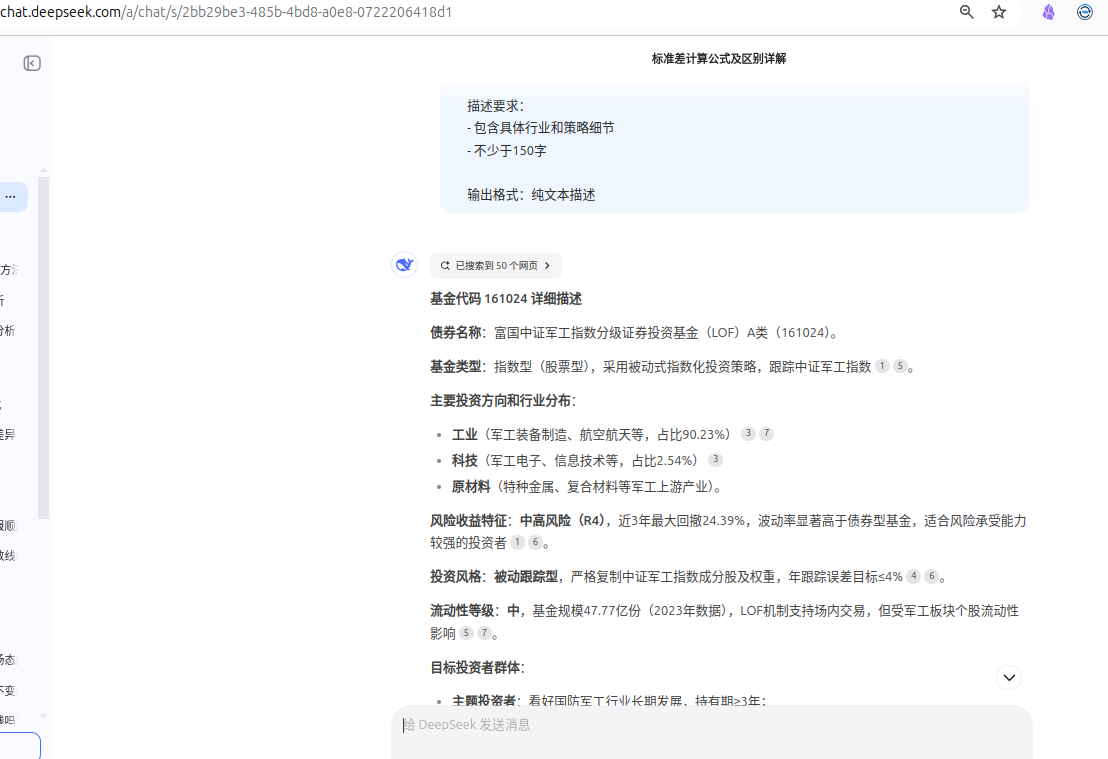 chat.deepseek.com/a/chat/s/2bb29be3-485b-4bd8-a0e8-0722206418d1
标准差计算公式及区别详解
描述要求：
- 包含具体行业和策略细节
- 不少于150字
输出格式：纯文本描述
...
方法
析
分析
差异
服顺
散线
场态
不变
浅吗
已搜索到 50 个网页 >
基金代码 161024 详细描述
债券名称：富国中证军工指数分级证券投资基金（LOF）A类（161024）。
基金类型：指数型（股票型），采用被动式指数化投资策略，跟踪中证军工指数 1 5 。
主要投资方向和行业分布：
• 工业（军工装备制造、航空航天等，占比90.23%） 3 7
• 科技（军工电子、信息技术等，占比2.54%） 3
• 原材料（特种金属、复合材料等军工上游产业）。
风险收益特征：中高风险（R4），近3年最大回撤24.39%，波动率显著高于债券型基金，适合风险承受能力
较强的投资者 1 6 。
投资风格：被动跟踪型，严格复制中证军工指数成分股及权重，年跟踪误差目标≤4% 4 6 。
流动性等级：中，基金规模47.77亿份（2023年数据），LOF机制支持场内交易，但受军工板块个股流动性
影响 5 7 。
目标投资者群体：
• 主题投资者：看好国防军工行业长期发展，持有期≥3年；
给 DeepSeek 发送消息